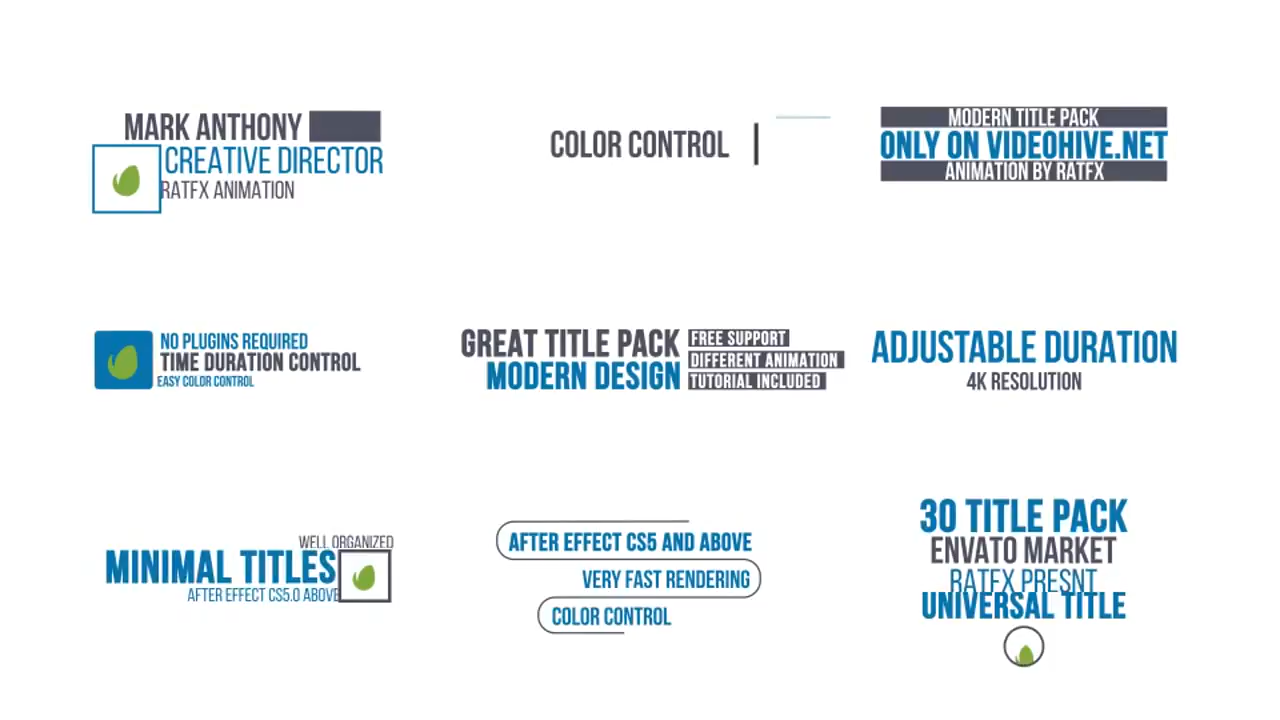 MARK ANTHONY
CREATIVE DIRECTOR
RATFX ANIMATION
COLOR CONTROL
MODERN TITLE PACK
ONLY ON VIDEOHIVE.NET
ANIMATION BY RATFX
NO PLUGINS REQUIRED
TIME DURATION CONTROL
EASY COLOR CONTROL
GREAT TITLE PACK
MODERN DESIGN
FREE SUPPORT
DIFFERENT ANIMATION
TUTORIAL INCLUDED
ADJUSTABLE DURATION
4K RESOLUTION
WELL ORGANIZED
MINIMAL TITLES
AFTER EFFECT CS5.0 ABOVE
AFTER EFFECT CS5 AND ABOVE
VERY FAST RENDERING
COLOR CONTROL
30 TITLE PACK
ENVATO MARKET
RATFX PRESNT
UNIVERSAL TITLE